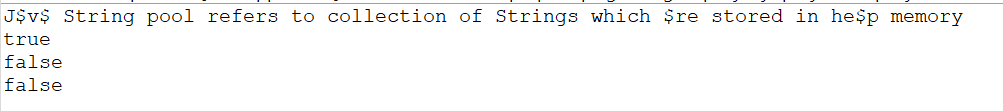 J$v$ String pool refers to collection of Strings which $re stored in he$p memory
true
false
false